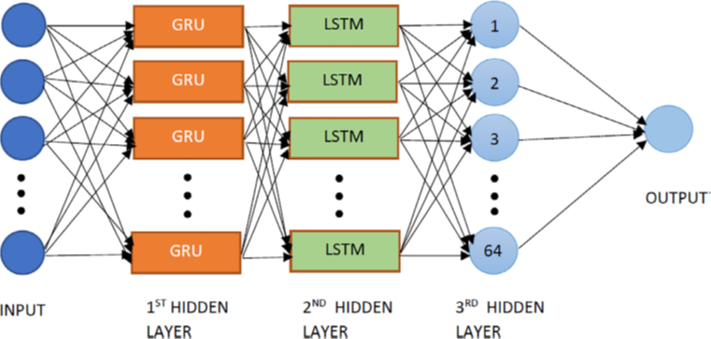 GRU LSTM 1
GRU LSTM 2
GRU LSTM 3
GRU LSTM 64
OUTPUT
INPUT
1ST HIDDEN
LAYER
2ND HIDDEN
LAYER
3RD HIDDEN
LAYER